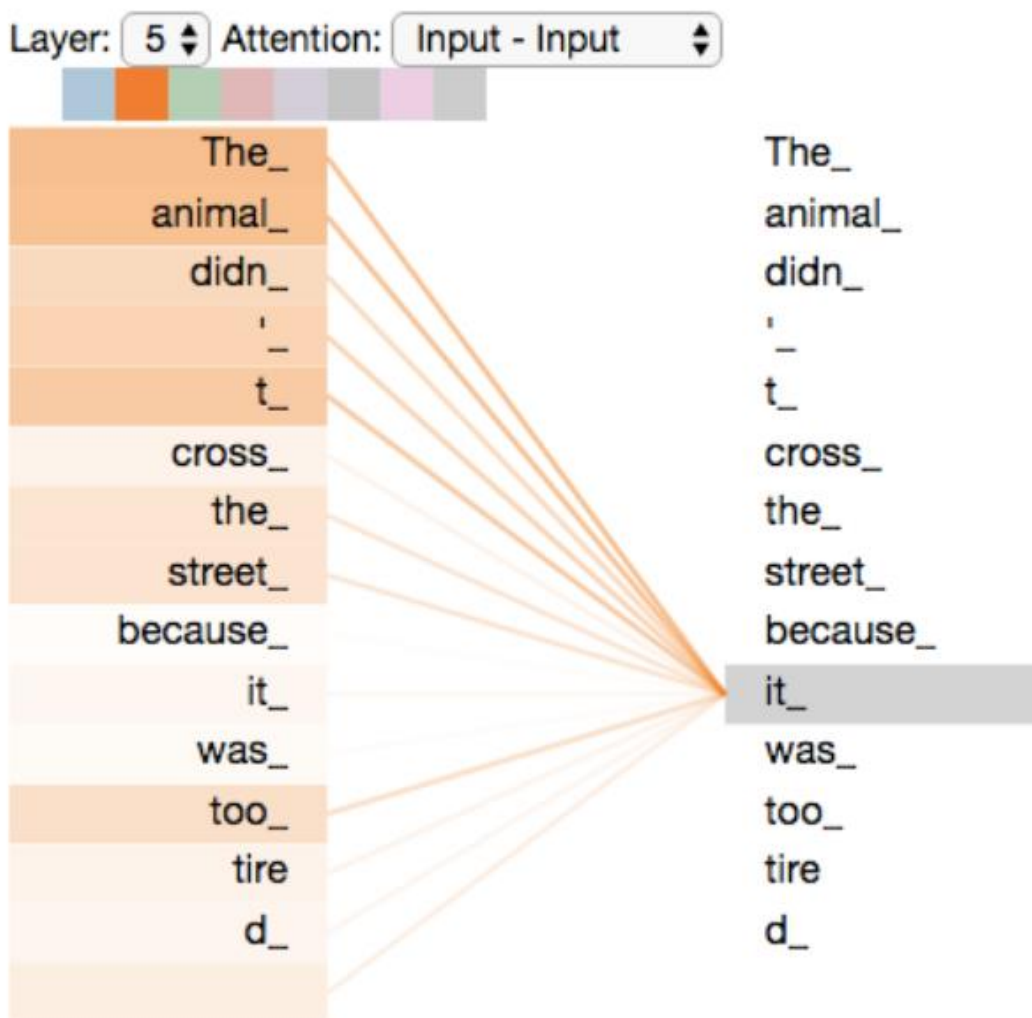 Layer: 5 Attention: Input - Input
The_ The_
animal_ animal_
didn_ didn_
'_ '_
t_ t_
cross_ cross_
the_ the_
street_ street_
because_ because_
it_ it_
was_ was_
too_ too_
tire tire
d_ d_